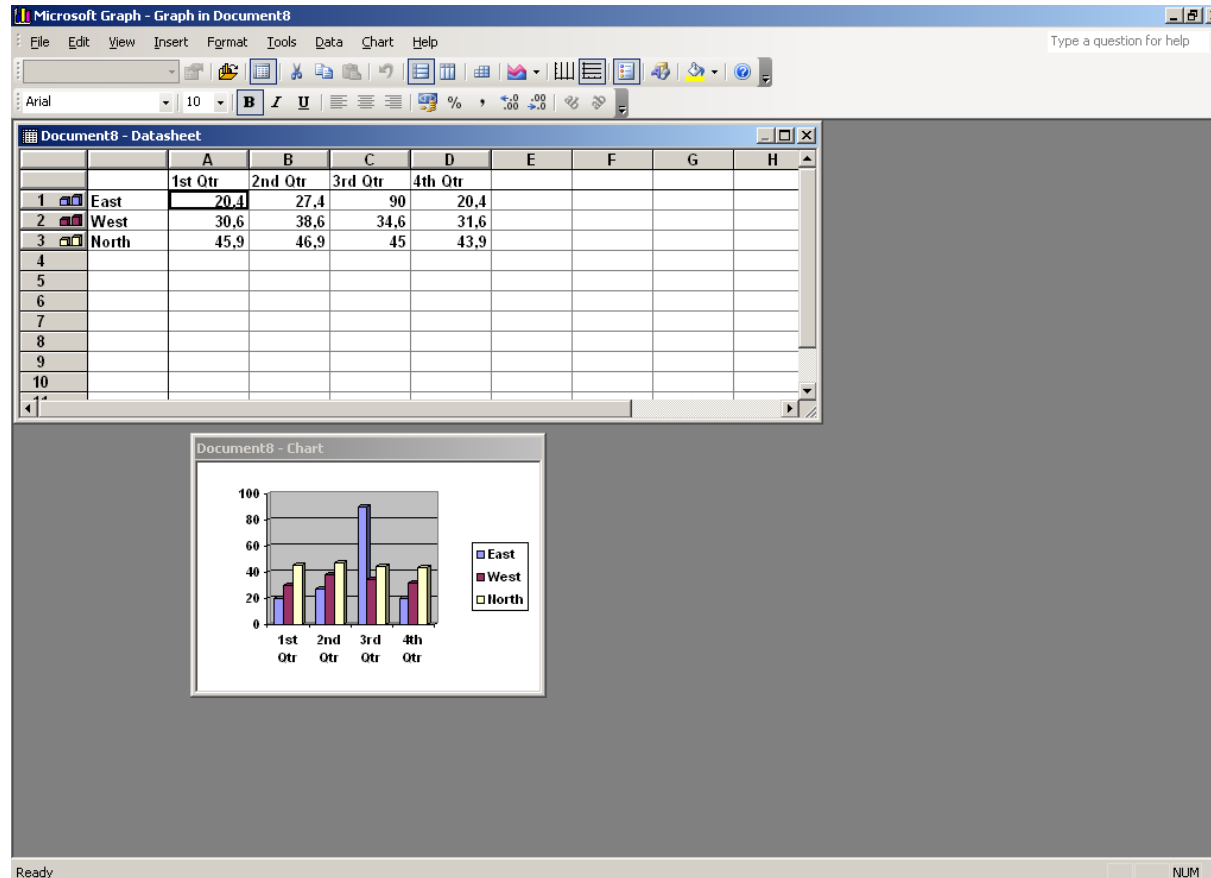 Microsoft Graph - Graph in Document8
File Edit View Insert Format Tools Data Chart Help Type a question for help
Arial 10 B I U % , .0 .00 .00 .0
Document8 - Datasheet
A B C D E F G H
1st Qtr 2nd Qtr 3rd Qtr 4th Qtr
1 East 20,4 27,4 90 20,4
2 West 30,6 38,6 34,6 31,6
3 North 45,9 46,9 45 43,9
4
5
6
7
8
9
10
Document8 - Chart
100
80
60
40
20
0
1st Qtr 2nd Qtr 3rd Qtr 4th Qtr
East
West
North
Ready NUM